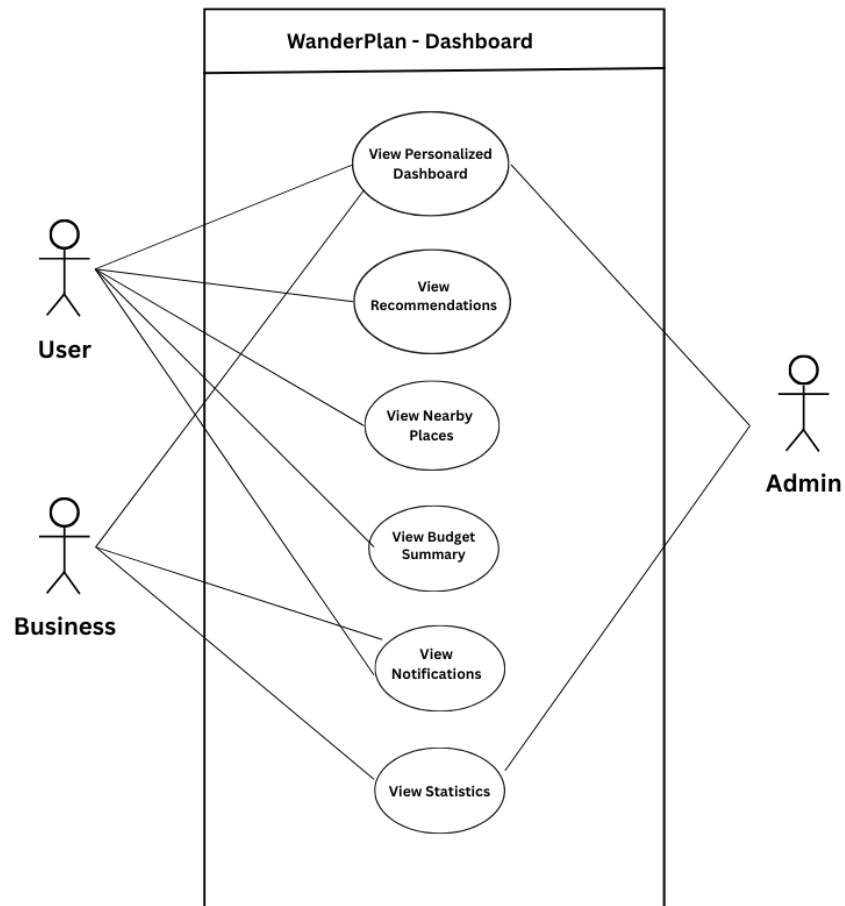 WanderPlan - Dashboard
View Personalized
Dashboard
View
Recommendations
User
View Nearby
Places
Admin
View Budget
Summary
Business
View
Notifications
View Statistics